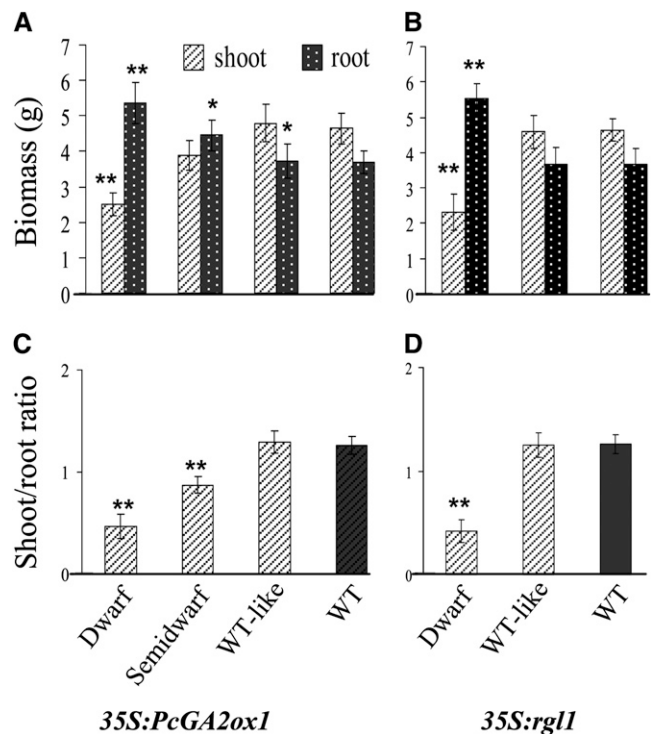 A
B
7
6
5
4
3
2
1
0
Biomass (g)
shoot
root
**
**
*
*
7
6
5
4
3
2
1
0
**
**
C
D
2
1
0
Shoot/root ratio
**
**
2
1
0
**
Dwarf
Semidwarf
WT-like
WT
Dwarf
WT-like
WT
35S:PcGA2ox1
35S:rgl1